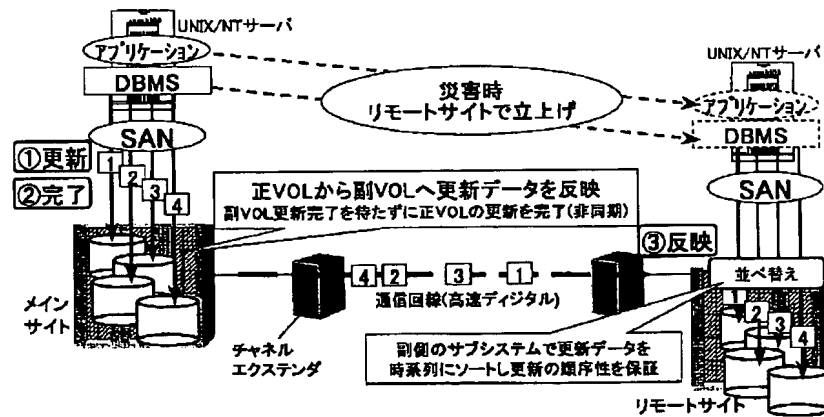 UNIX/NTサーバ
アプリケーション
DBMS
SAN
①更新
②完了
1
2
3
4
災害時
リモートサイトで立上げ
UNIX/NTサーバ
アプリケーション
DBMS
SAN
正VOLから副VOLへ更新データを反映
副VOL更新完了を待たずに正VOLの更新を完了(非同期)
③反映
4
2
3
1
通信回線(高速ディジタル)
チャネル
エクステンダ
メイン
サイト
並べ替え
1
2
3
4
副側のサブシステムで更新データを
時系列にソートし更新の順序性を保証
リモートサイト